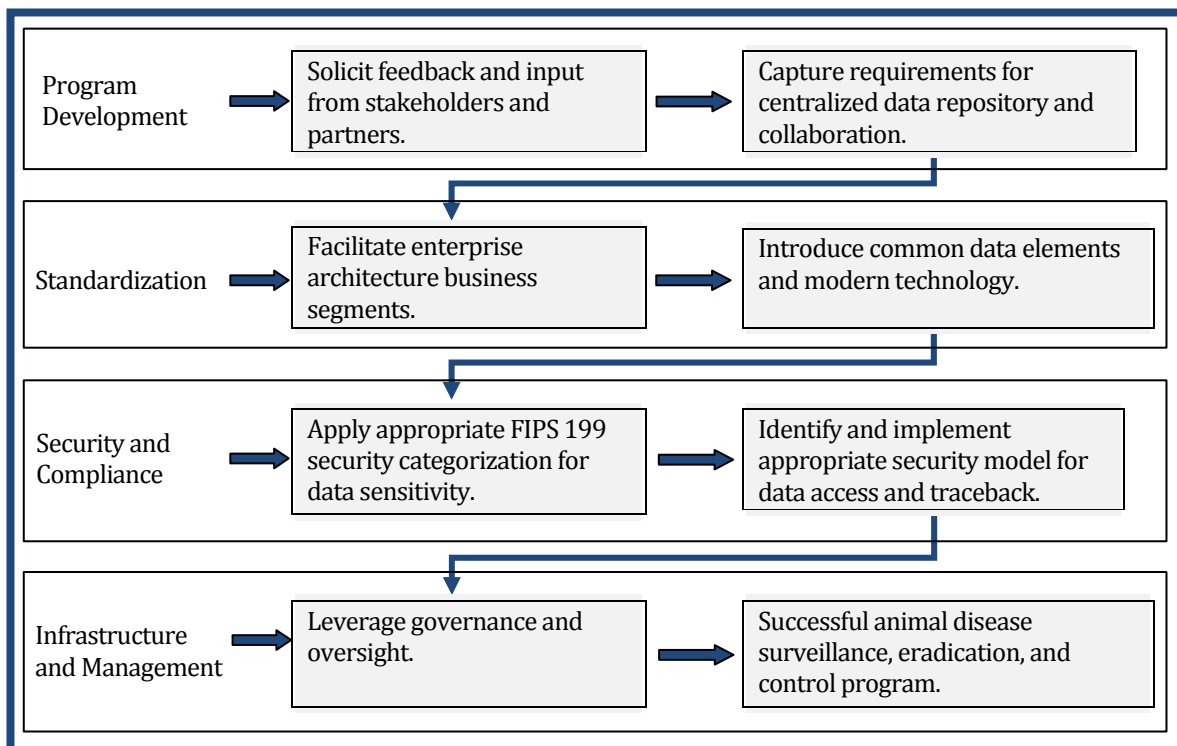 Program
Development
Solicit feedback and input
from stakeholders and
partners.
Capture requirements for
centralized data repository and
collaboration.
Standardization
Facilitate enterprise
architecture business
segments.
Introduce common data elements
and modern technology.
Security and
Compliance
Apply appropriate FIPS 199
security categorization for
data sensitivity.
Identify and implement
appropriate security model for
data access and traceback.
Infrastructure
and Management
Leverage governance and
oversight.
Successful animal disease
surveillance, eradication, and
control program.